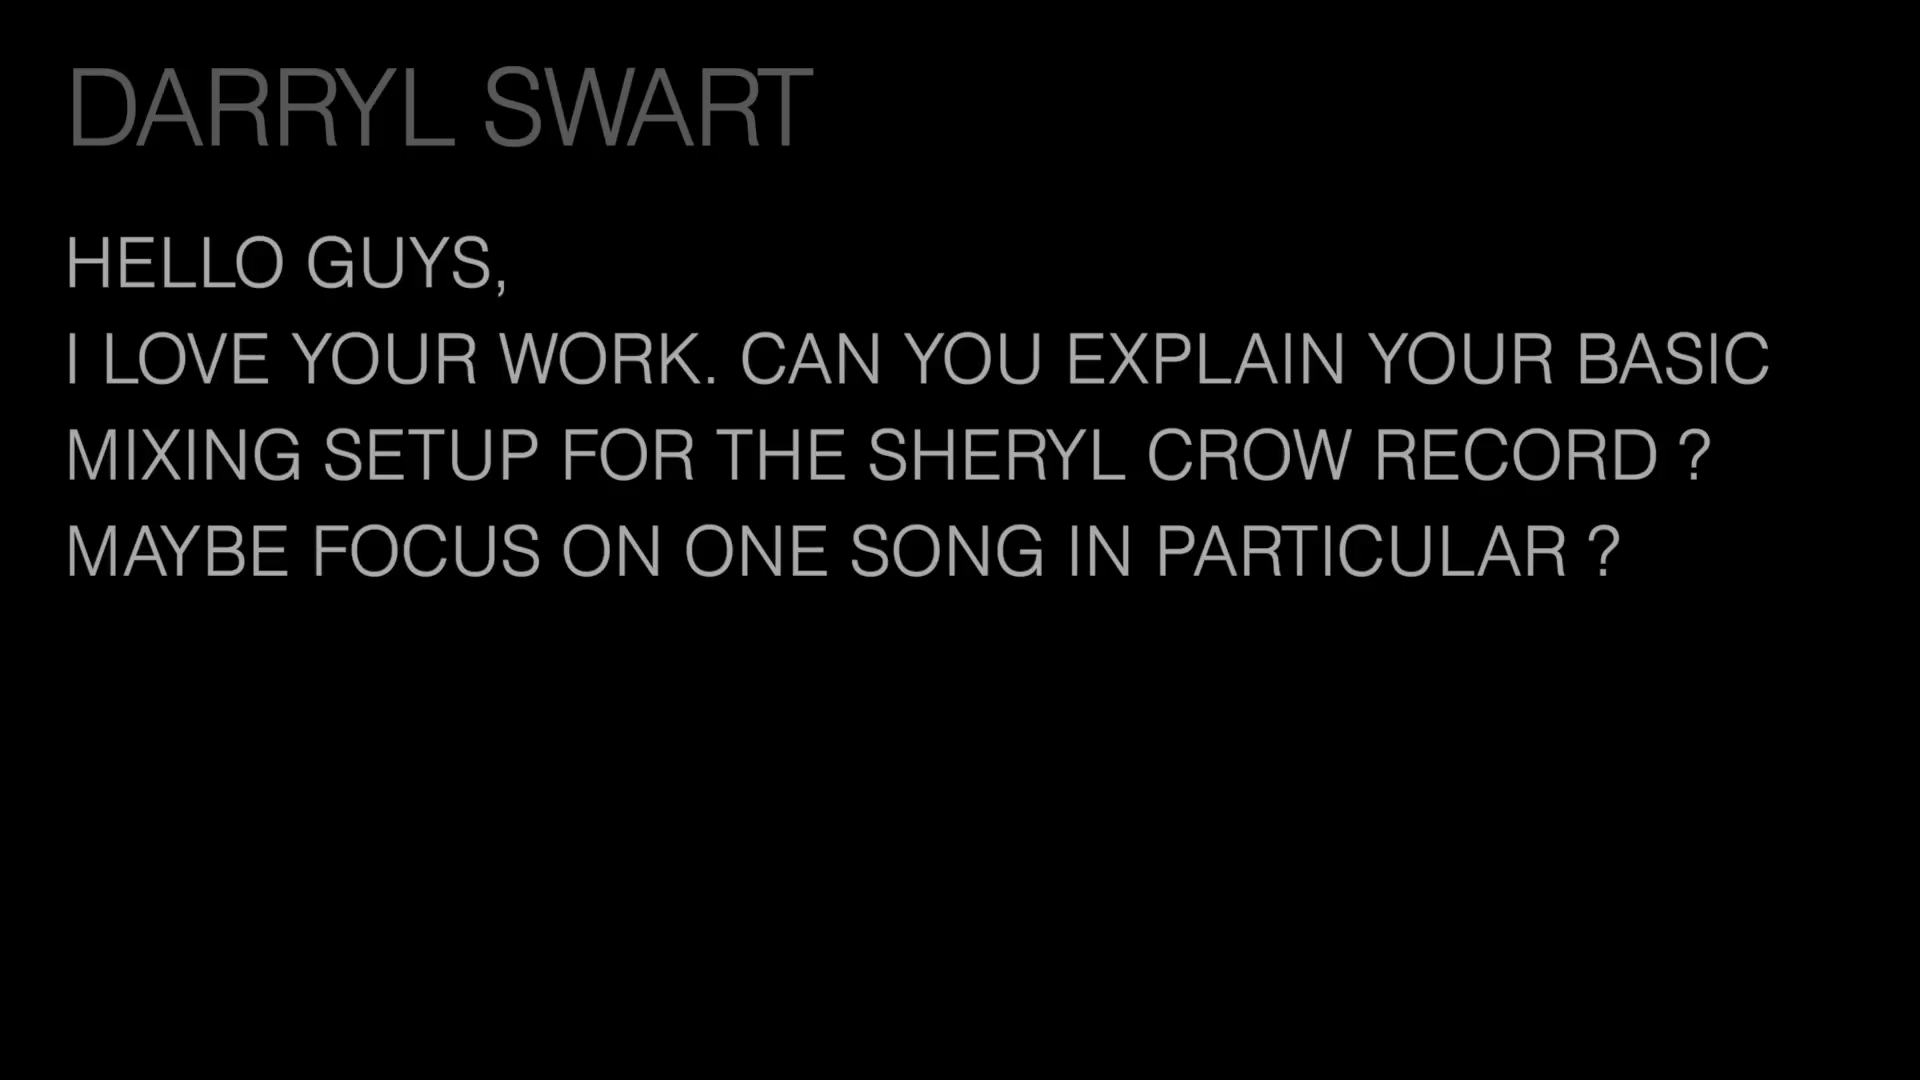 DARRYL SWART
HELLO GUYS,
I LOVE YOUR WORK. CAN YOU EXPLAIN YOUR BASIC
MIXING SETUP FOR THE SHERYL CROW RECORD ?
MAYBE FOCUS ON ONE SONG IN PARTICULAR ?